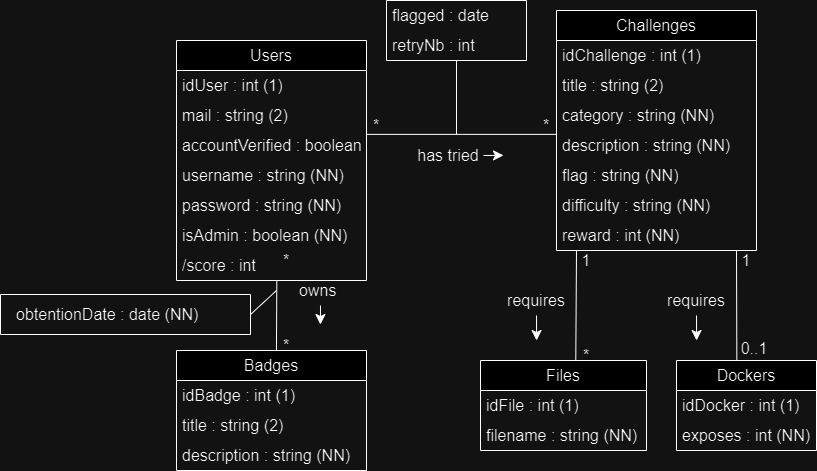 flagged : date
retryNb : int
Challenges
idChallenge : int (1)
title : string (2)
category : string (NN)
description : string (NN)
flag : string (NN)
difficulty : string (NN)
reward : int (NN)
Users
idUser : int (1)
mail : string (2)
accountVerified : boolean
username : string (NN)
password : string (NN)
isAdmin : boolean (NN)
/score : int
*
*
has tried
*
owns
*
obtentionDate : date (NN)
1
requires
*
1
requires
0..1
Badges
idBadge : int (1)
title : string (2)
description : string (NN)
Files
idFile : int (1)
filename : string (NN)
Dockers
idDocker : int (1)
exposes : int (NN)